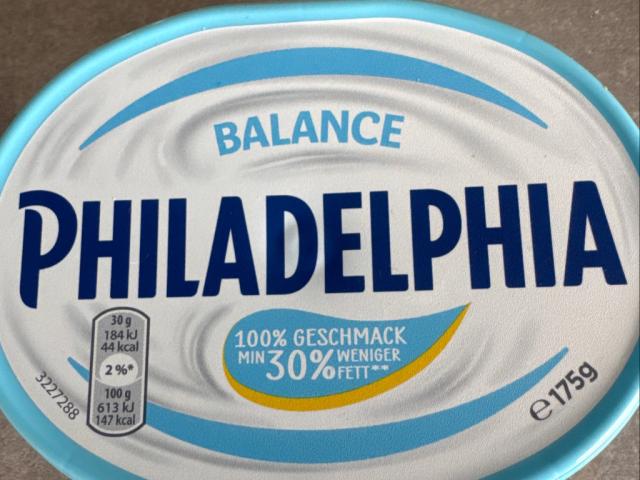 BALANCE
PHILADELPHIA
100% GESCHMACK
MIN 30% WENIGER
FETT**
30 g
184 kJ
44 kcal
2 %*
100 g
613 kJ
147 kcal
3227288
e 175g